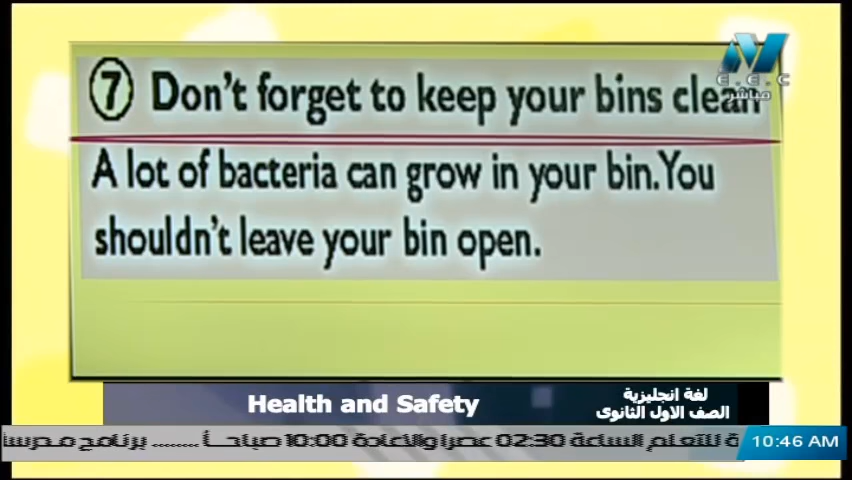 E.E.C
مباشر
7 Don't forget to keep your bins clean
A lot of bacteria can grow in your bin. You
shouldn't leave your bin open.
Health and Safety
لغة انجليزية
الصف الاول الثانوى
للتعلم الساعة 02:30 عصرا والاعادة 10:00 صباحــأ ........ برنامج
10:46 AM